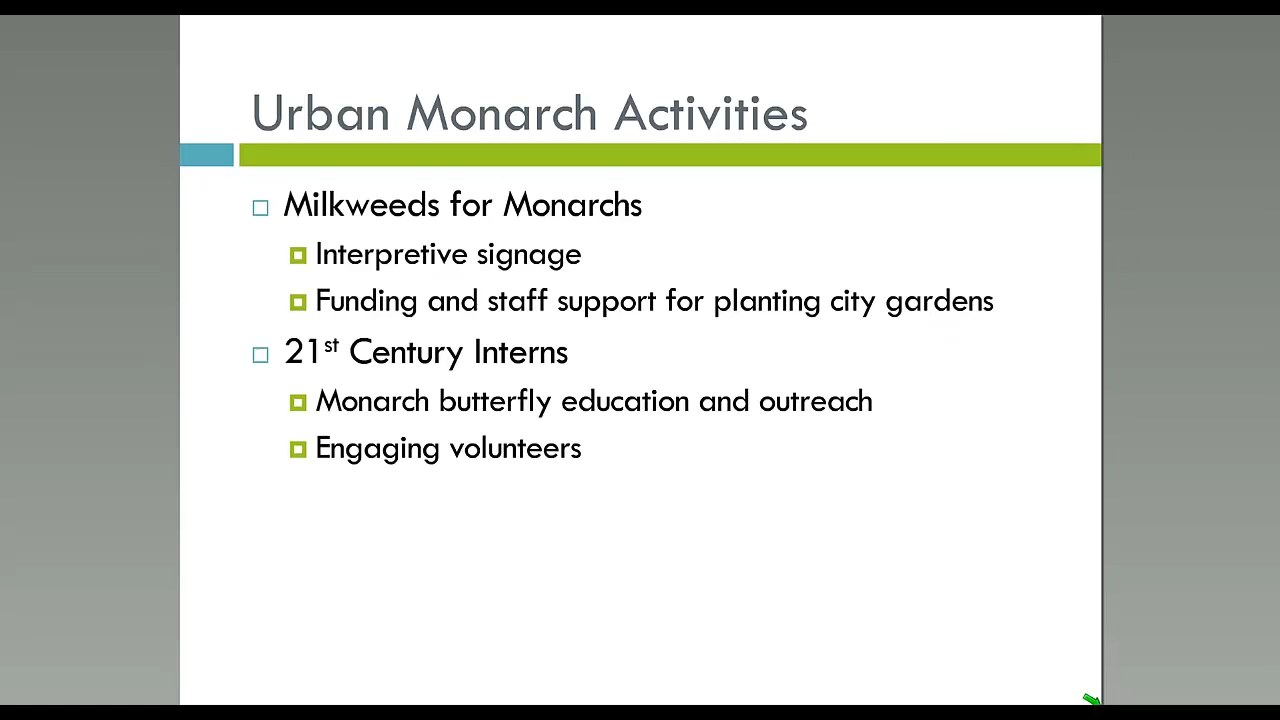 Urban Monarch Activities
Milkweeds for Monarchs
Interpretive signage
Funding and staff support for planting city gardens
21st Century Interns
Monarch butterfly education and outreach
Engaging volunteers